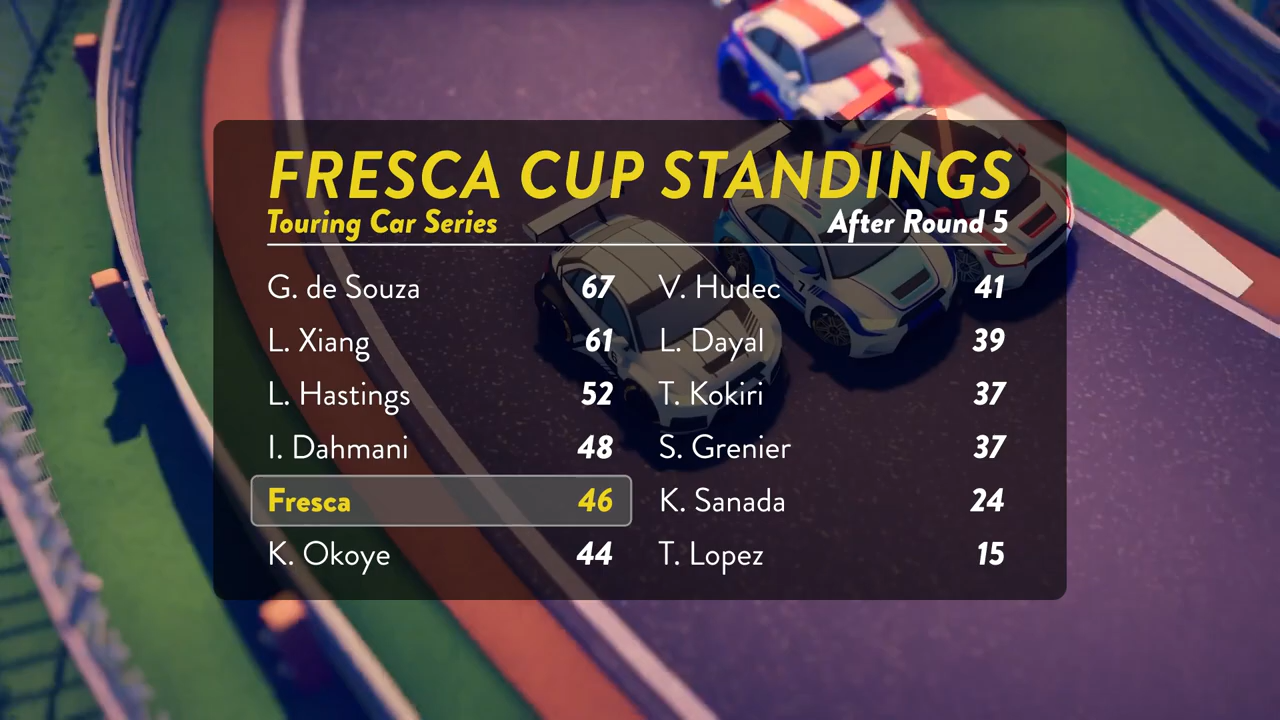 FRESCA CUP STANDINGS
Touring Car Series After Round 5
G. de Souza 67
L. Xiang 61
L. Hastings 52
I. Dahmani 48
Fresca 46
K. Okoye 44
V. Hudec 41
L. Dayal 39
T. Kokiri 37
S. Grenier 37
K. Sanada 24
T. Lopez 15